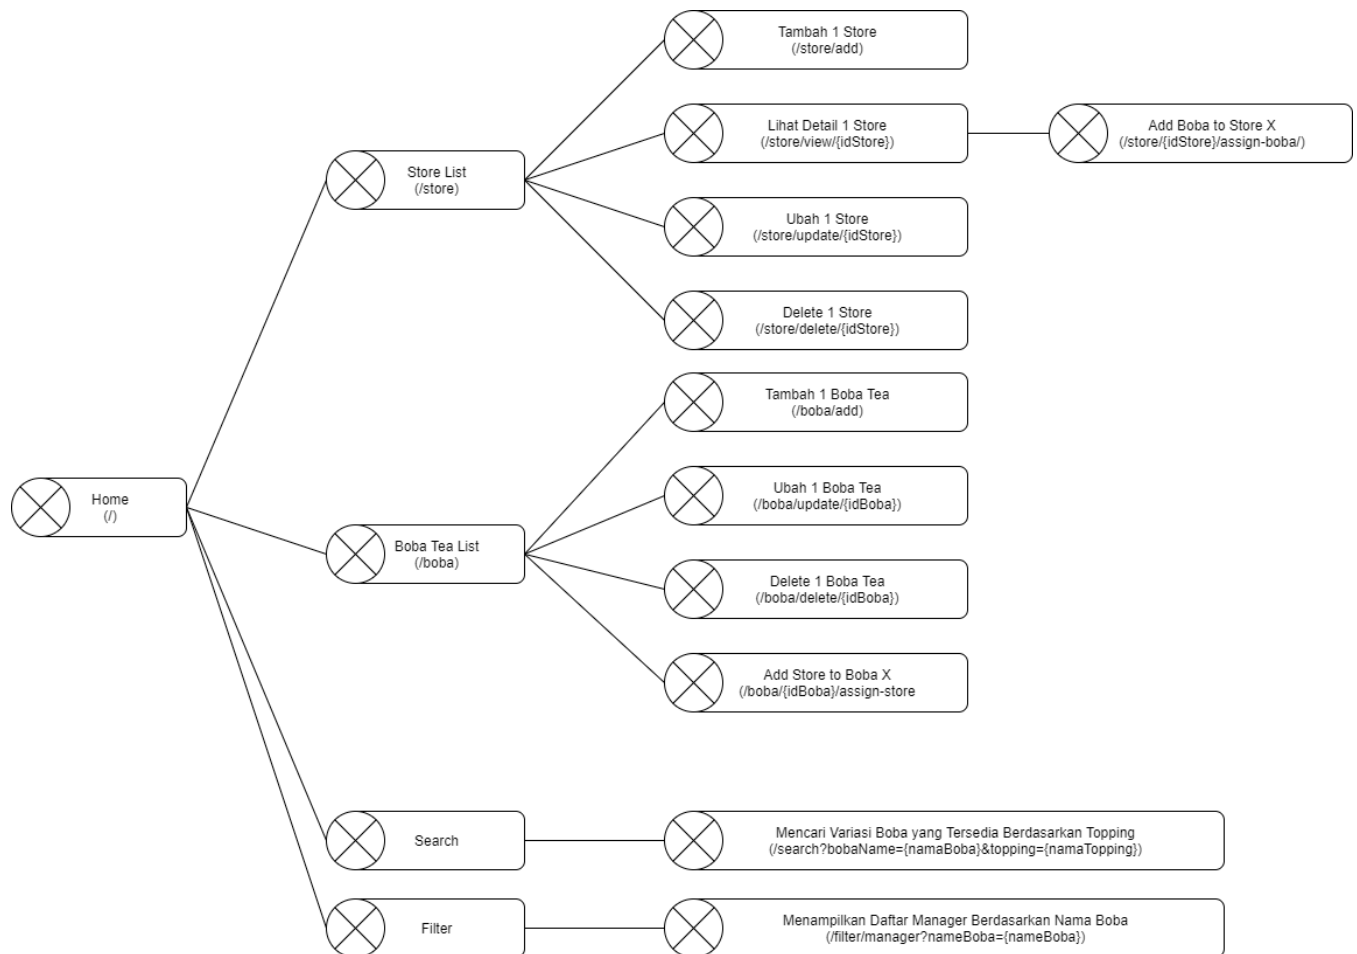 Tambah 1 Store
(/store/add)
Lihat Detail 1 Store
(/store/view/{idStore})
Add Boba to Store X
(/store/{idStore}/assign-boba/)
Store List
(/store)
Ubah 1 Store
(/store/update/{idStore})
Delete 1 Store
(/store/delete/{idStore})
Tambah 1 Boba Tea
(/boba/add)
Home
(/)
Ubah 1 Boba Tea
(/boba/update/{idBoba})
Boba Tea List
(/boba)
Delete 1 Boba Tea
(/boba/delete/{idBoba})
Add Store to Boba X
(/boba/{idBoba}/assign-store
Search
Mencari Variasi Boba yang Tersedia Berdasarkan Topping
(/search?bobaName={namaBoba}&topping={namaTopping})
Filter
Menampilkan Daftar Manager Berdasarkan Nama Boba
(/filter/manager?nameBoba={nameBoba})